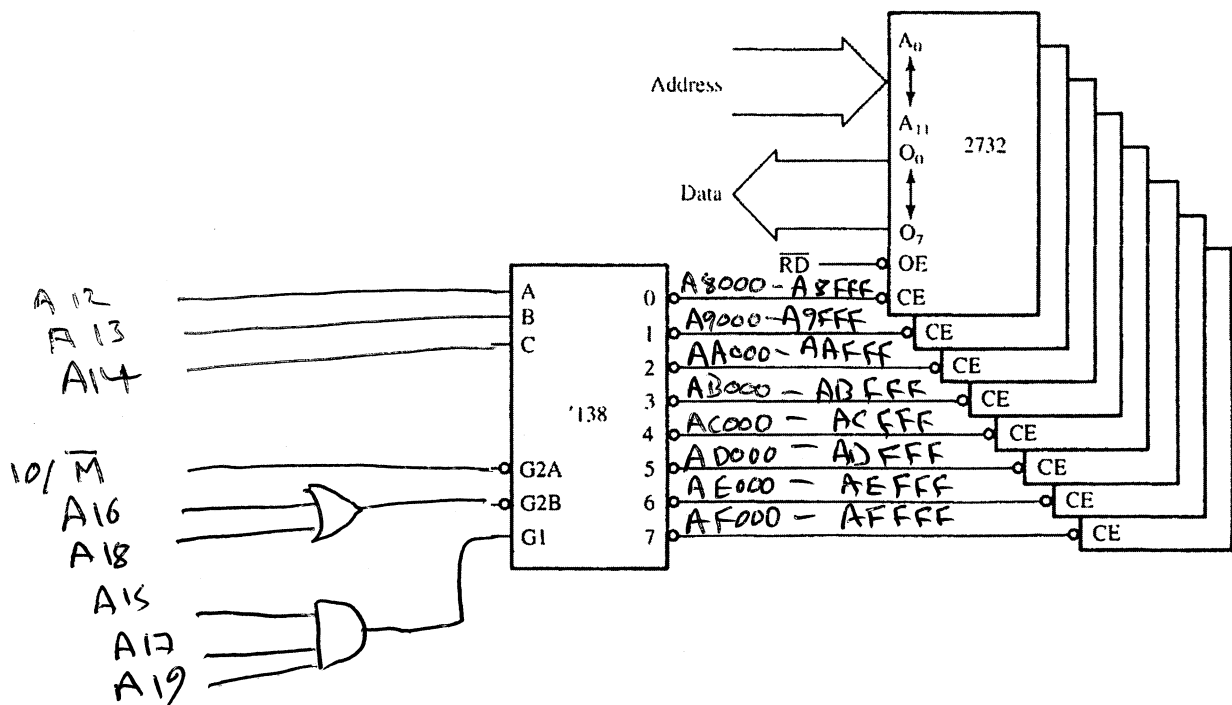 A0
Address
A11
2732
O0
Data
O7
RD
OE
A12
A
0
A8000-A8FFF
CE
A13
B
1
A9000-A9FFF
CE
A14
C
2
AA000-AAFFF
CE
3
AB000-ABFFF
CE
'138
4
AC000 - ACFFF
CE
IO/M
G2A
5
AD000 - ADFFF
CE
A16
G2B
6
AE000 - AEFFF
CE
A18
G1
7
AF000 - AFFFF
CE
A15
A17
A19